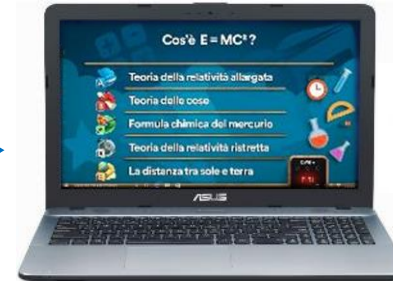 Cos'è E = MC² ?
Teoria della relatività allargata
Teoria delle cose
Formula chimica del mercurio
Teoria della relatività ristretta
La distanza tra sole e terra
ASUS